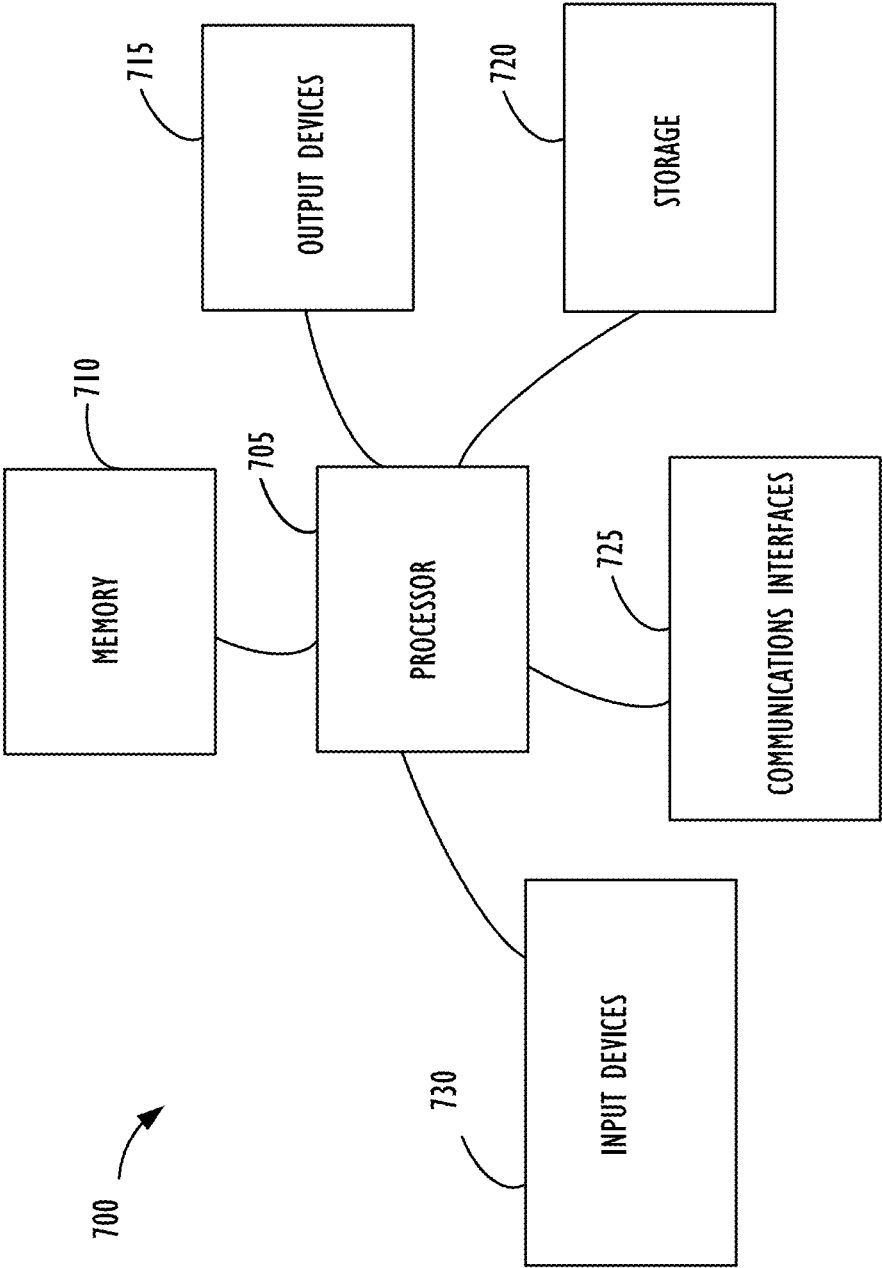 700
710
MEMORY
715
OUTPUT DEVICES
705
PROCESSOR
720
STORAGE
730
INPUT DEVICES
725
COMMUNICATIONS INTERFACES